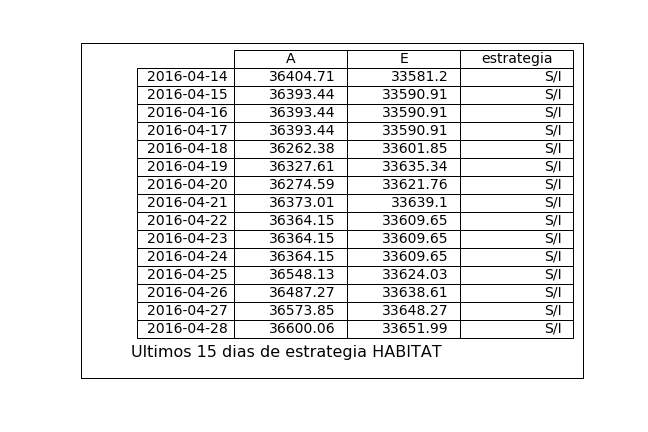 A E estrategia
2016-04-14 36404.71 33581.2 S/I
2016-04-15 36393.44 33590.91 S/I
2016-04-16 36393.44 33590.91 S/I
2016-04-17 36393.44 33590.91 S/I
2016-04-18 36262.38 33601.85 S/I
2016-04-19 36327.61 33635.34 S/I
2016-04-20 36274.59 33621.76 S/I
2016-04-21 36373.01 33639.1 S/I
2016-04-22 36364.15 33609.65 S/I
2016-04-23 36364.15 33609.65 S/I
2016-04-24 36364.15 33609.65 S/I
2016-04-25 36548.13 33624.03 S/I
2016-04-26 36487.27 33638.61 S/I
2016-04-27 36573.85 33648.27 S/I
2016-04-28 36600.06 33651.99 S/I
Ultimos 15 dias de estrategia HABITAT